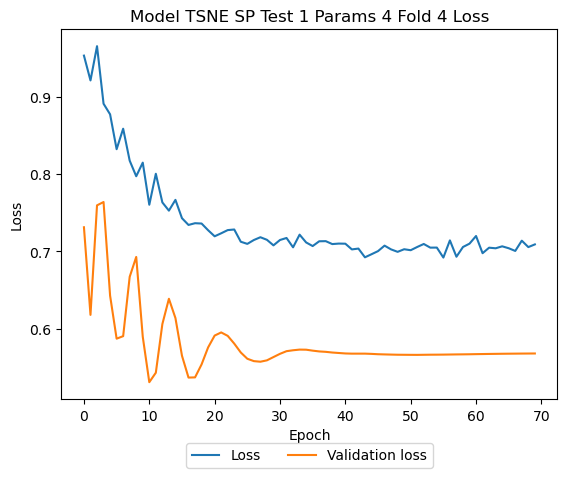 Model TSNE SP Test 1 Params 4 Fold 4 Loss
0.9
0.8
0.7
0.6
Loss
0 10 20 30 40 50 60 70
Epoch
Loss Validation loss